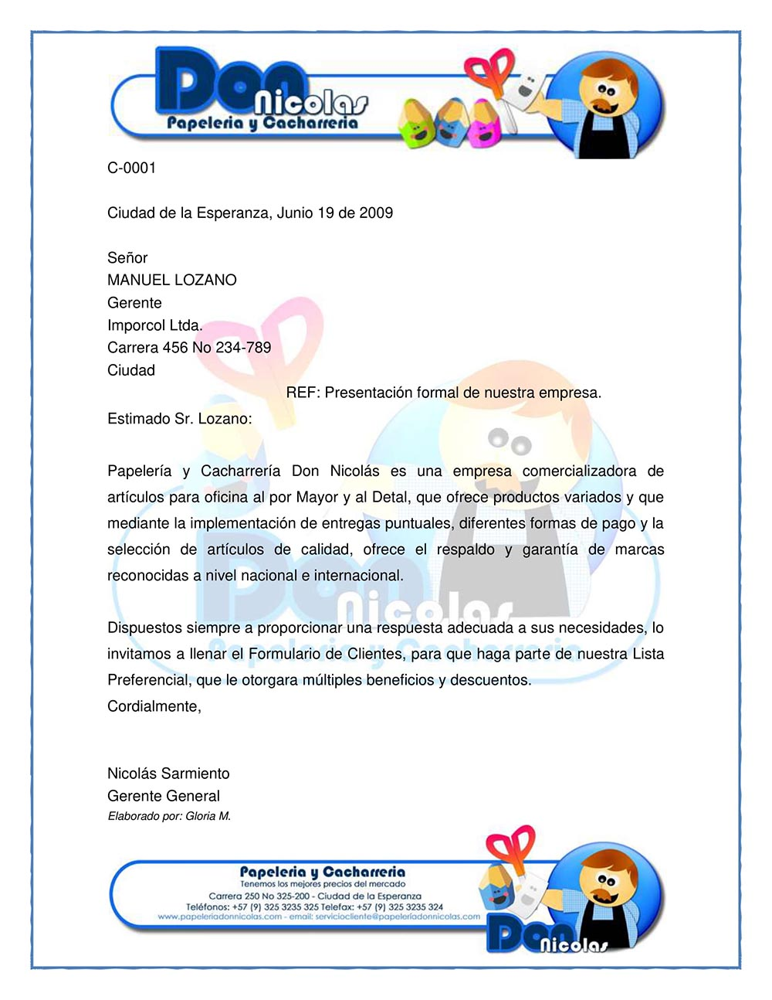 Don
Nicolas
Papeleria y Cacharreria
C-0001
Ciudad de la Esperanza, Junio 19 de 2009
Señor
MANUEL LOZANO
Gerente
Imporcol Ltda.
Carrera 456 No 234-789
Ciudad
REF: Presentación formal de nuestra empresa.
Estimado Sr. Lozano:
Papelería y Cacharrería Don Nicolás es una empresa comercializadora de
artículos para oficina al por Mayor y al Detal, que ofrece productos variados y que
mediante la implementación de entregas puntuales, diferentes formas de pago y la
selección de artículos de calidad, ofrece el respaldo y garantía de marcas
reconocidas a nivel nacional e internacional.
Don
Nicolas
Papeleria y Cacharreria
Dispuestos siempre a proporcionar una respuesta adecuada a sus necesidades, lo
invitamos a llenar el Formulario de Clientes, para que haga parte de nuestra Lista
Preferencial, que le otorgara múltiples beneficios y descuentos.
Cordialmente,
Nicolás Sarmiento
Gerente General
Elaborado por: Gloria M.
Papeleria y Cacharreria
Tenemos los mejores precios del mercado
Carrera 250 No 325-200 - Ciudad de la Esperanza
Teléfonos: +57 (9) 325 3235 325 Telefax: +57 (9) 325 3235 324
www.papeleriadonnicolas.com - email: serviciocliente@papeleríadonnicolas.com
Don
Nicolas